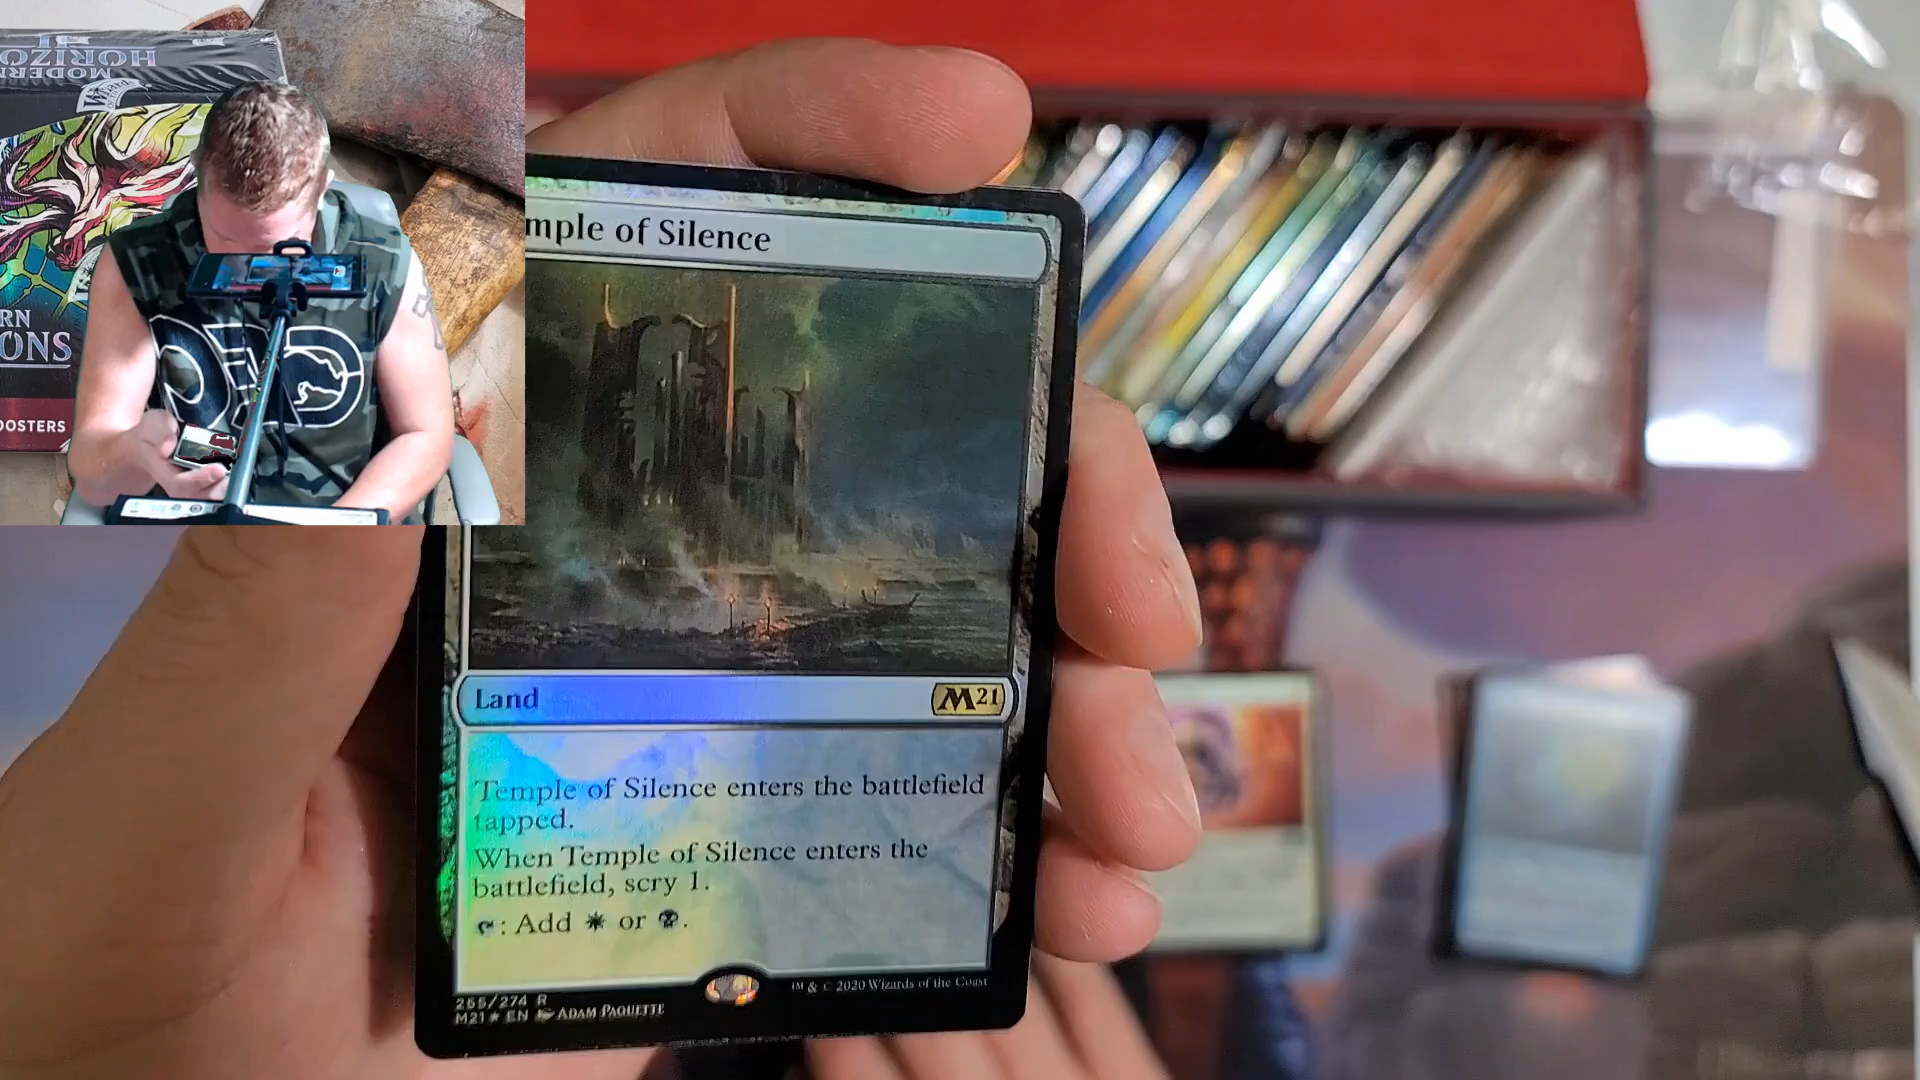 MODERN
HORIZO
RN
ONS
OOSTERS
mple of Silence
Land
M21
Temple of Silence enters the battlefield
tapped.
When Temple of Silence enters the
battlefield, scry 1.
: Add or .
265/274 R
M21 ★ EN ADAM PAQUETTE
™ & © 2020 Wizards of the Coast